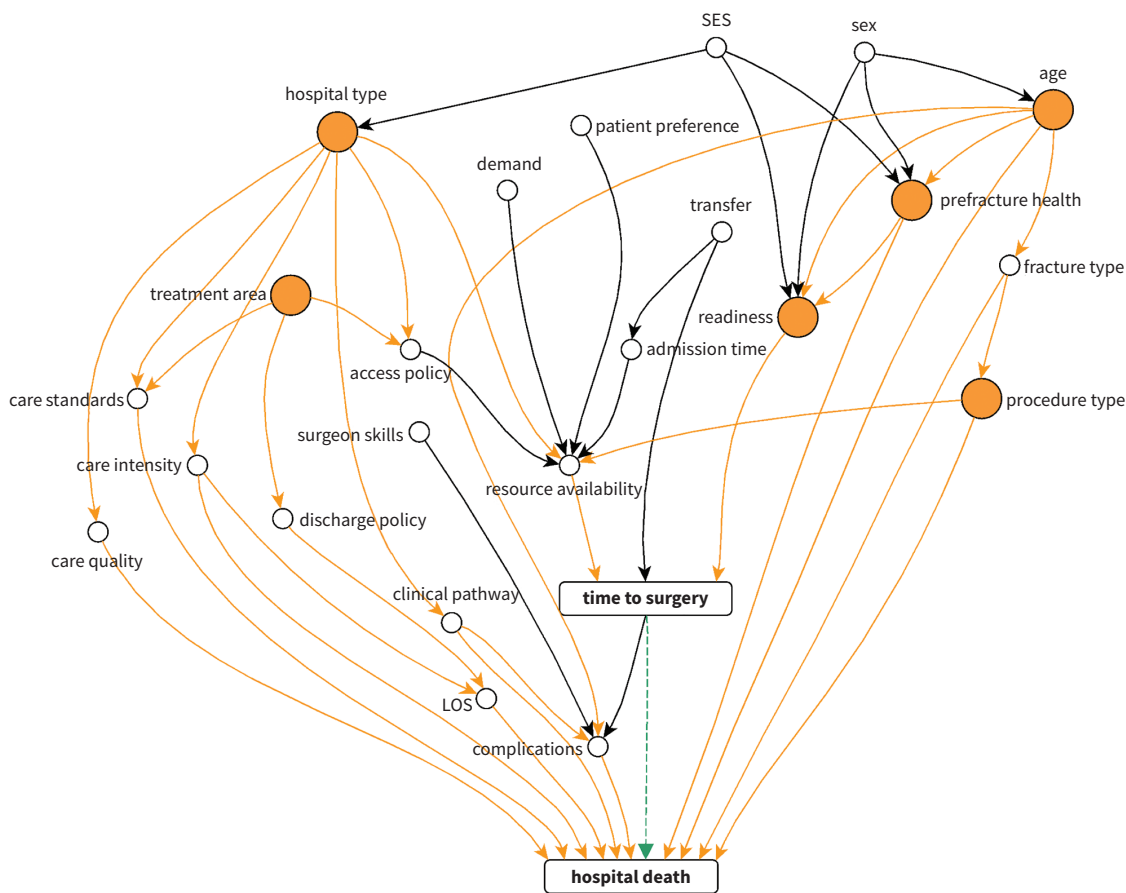 SES
sex
age
hospital type
patient preference
demand
prefracture health
transfer
fracture type
treatment area
readiness
admission time
access policy
care standards
procedure type
surgeon skills
care intensity
resource availability
discharge policy
care quality
clinical pathway
time to surgery
LOS
complications
hospital death